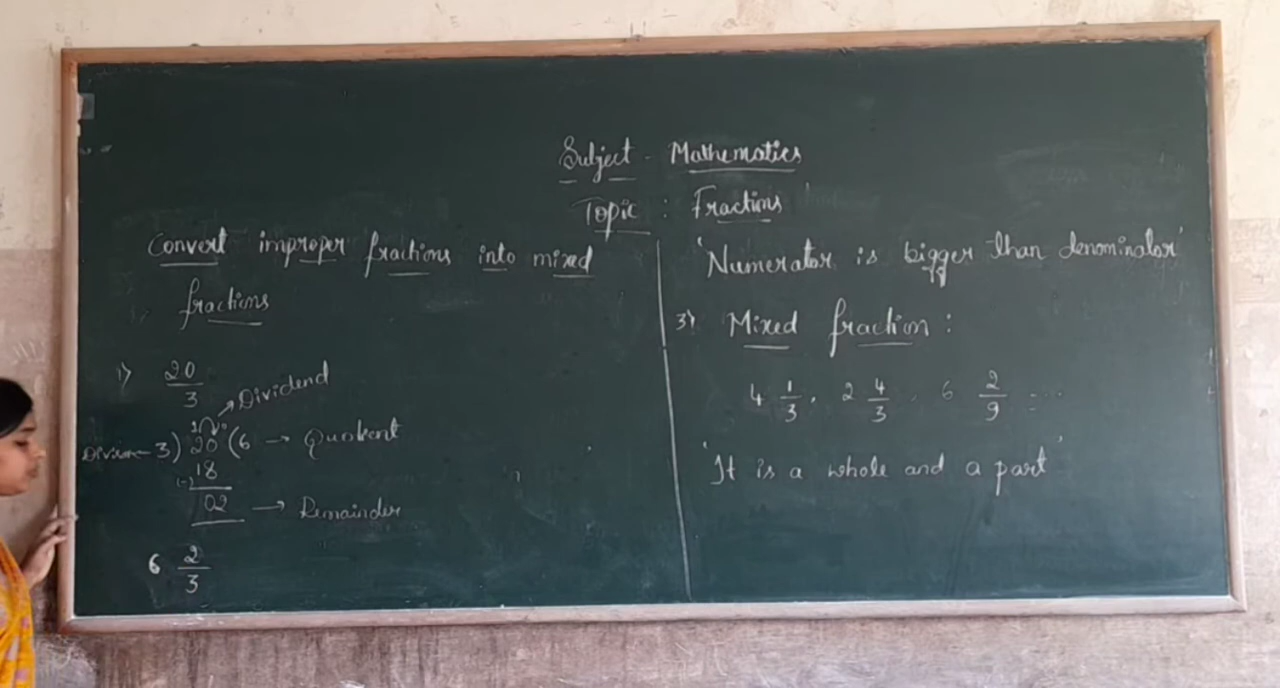 Subject - Mathematics
Topic : Fractions
Convert improper fractions into mixed
fractions
1) 20/3
→ Dividend
3) 20 (6 → Quotient
(-) 18
02 → Remainder
6 2/3
'Numerator is bigger than denominator'
3) Mixed fraction :
4 1/3, 2 4/3, 6 2/9 ....
'It is a whole and a part'